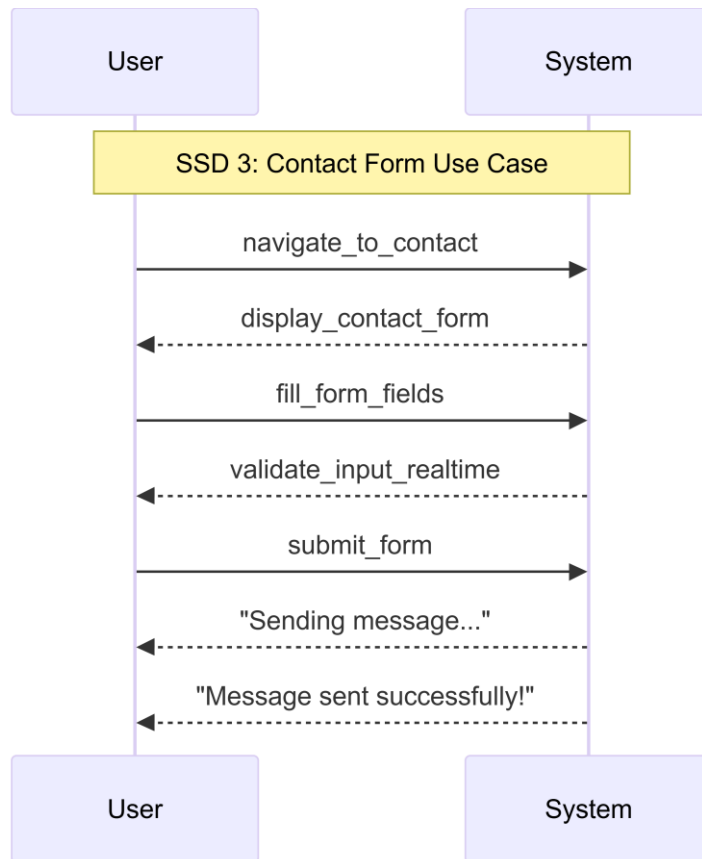 User
System
SSD 3: Contact Form Use Case
navigate_to_contact
display_contact_form
fill_form_fields
validate_input_realtime
submit_form
"Sending message..."
"Message sent successfully!"
User
System